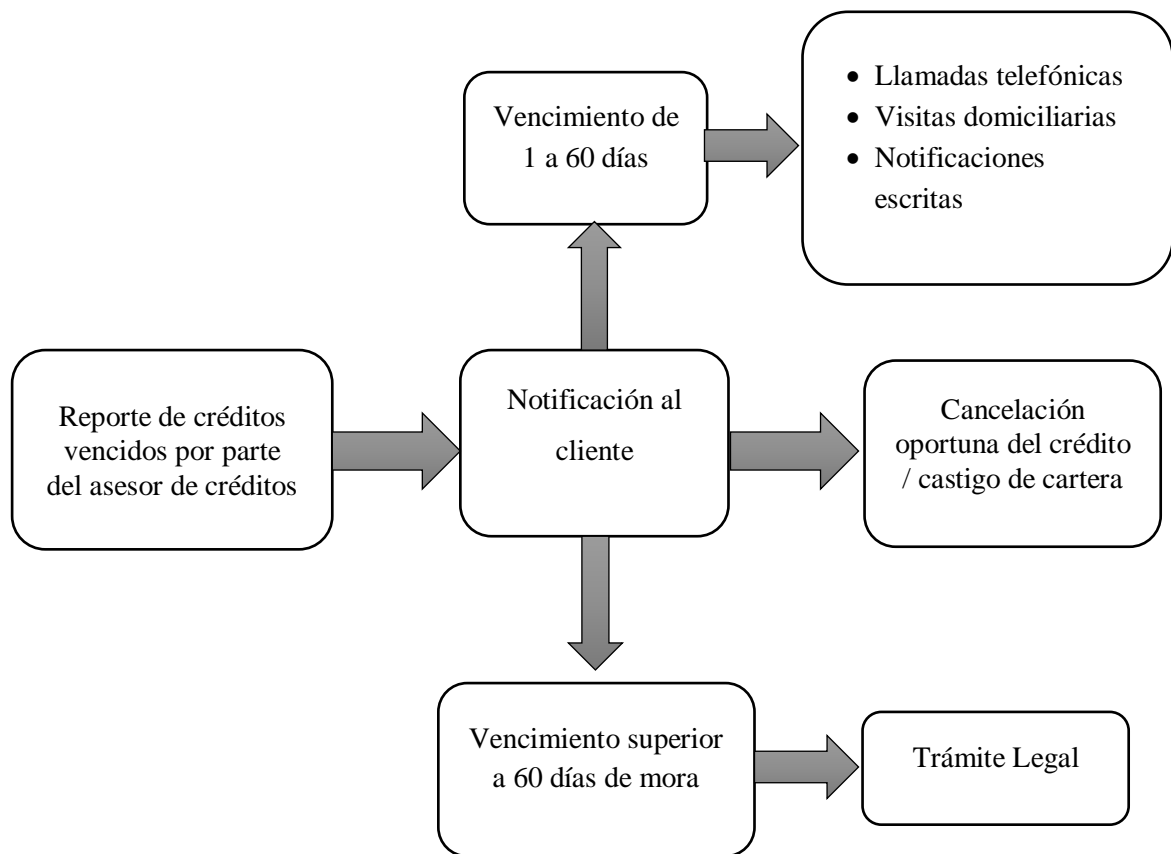 Vencimiento de
1 a 60 días
• Llamadas telefónicas
• Visitas domiciliarias
• Notificaciones
escritas
Reporte de créditos
vencidos por parte
del asesor de créditos
Notificación al
cliente
Cancelación
oportuna del crédito
/ castigo de cartera
Vencimiento superior
a 60 días de mora
Trámite Legal